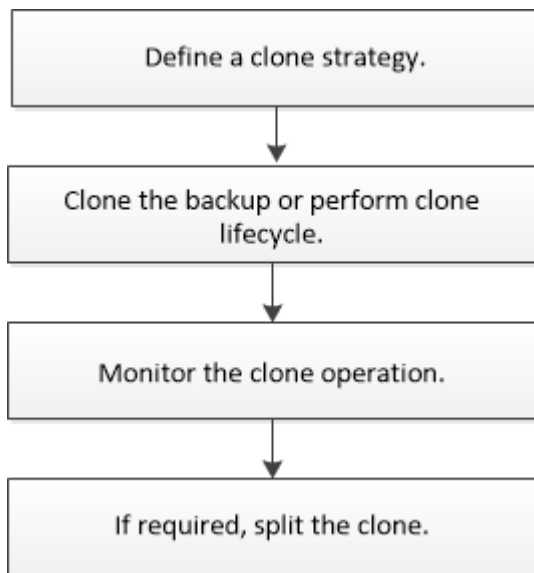 Define a clone strategy.
Clone the backup or perform clone
lifecycle.
Monitor the clone operation.
If required, split the clone.